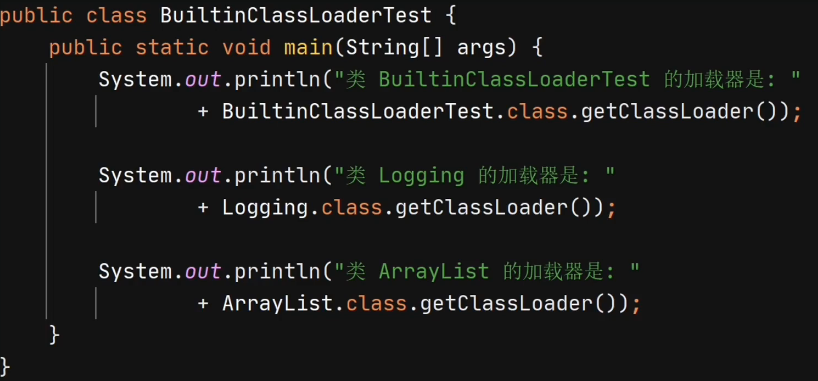 public class BuiltinClassLoaderTest {
    public static void main(String[] args) {
        System.out.println("类 BuiltinClassLoaderTest 的加载器是: "
                + BuiltinClassLoaderTest.class.getClassLoader());
        System.out.println("类 Logging 的加载器是: "
                + Logging.class.getClassLoader());
        System.out.println("类 ArrayList 的加载器是: "
                + ArrayList.class.getClassLoader());
    }
}